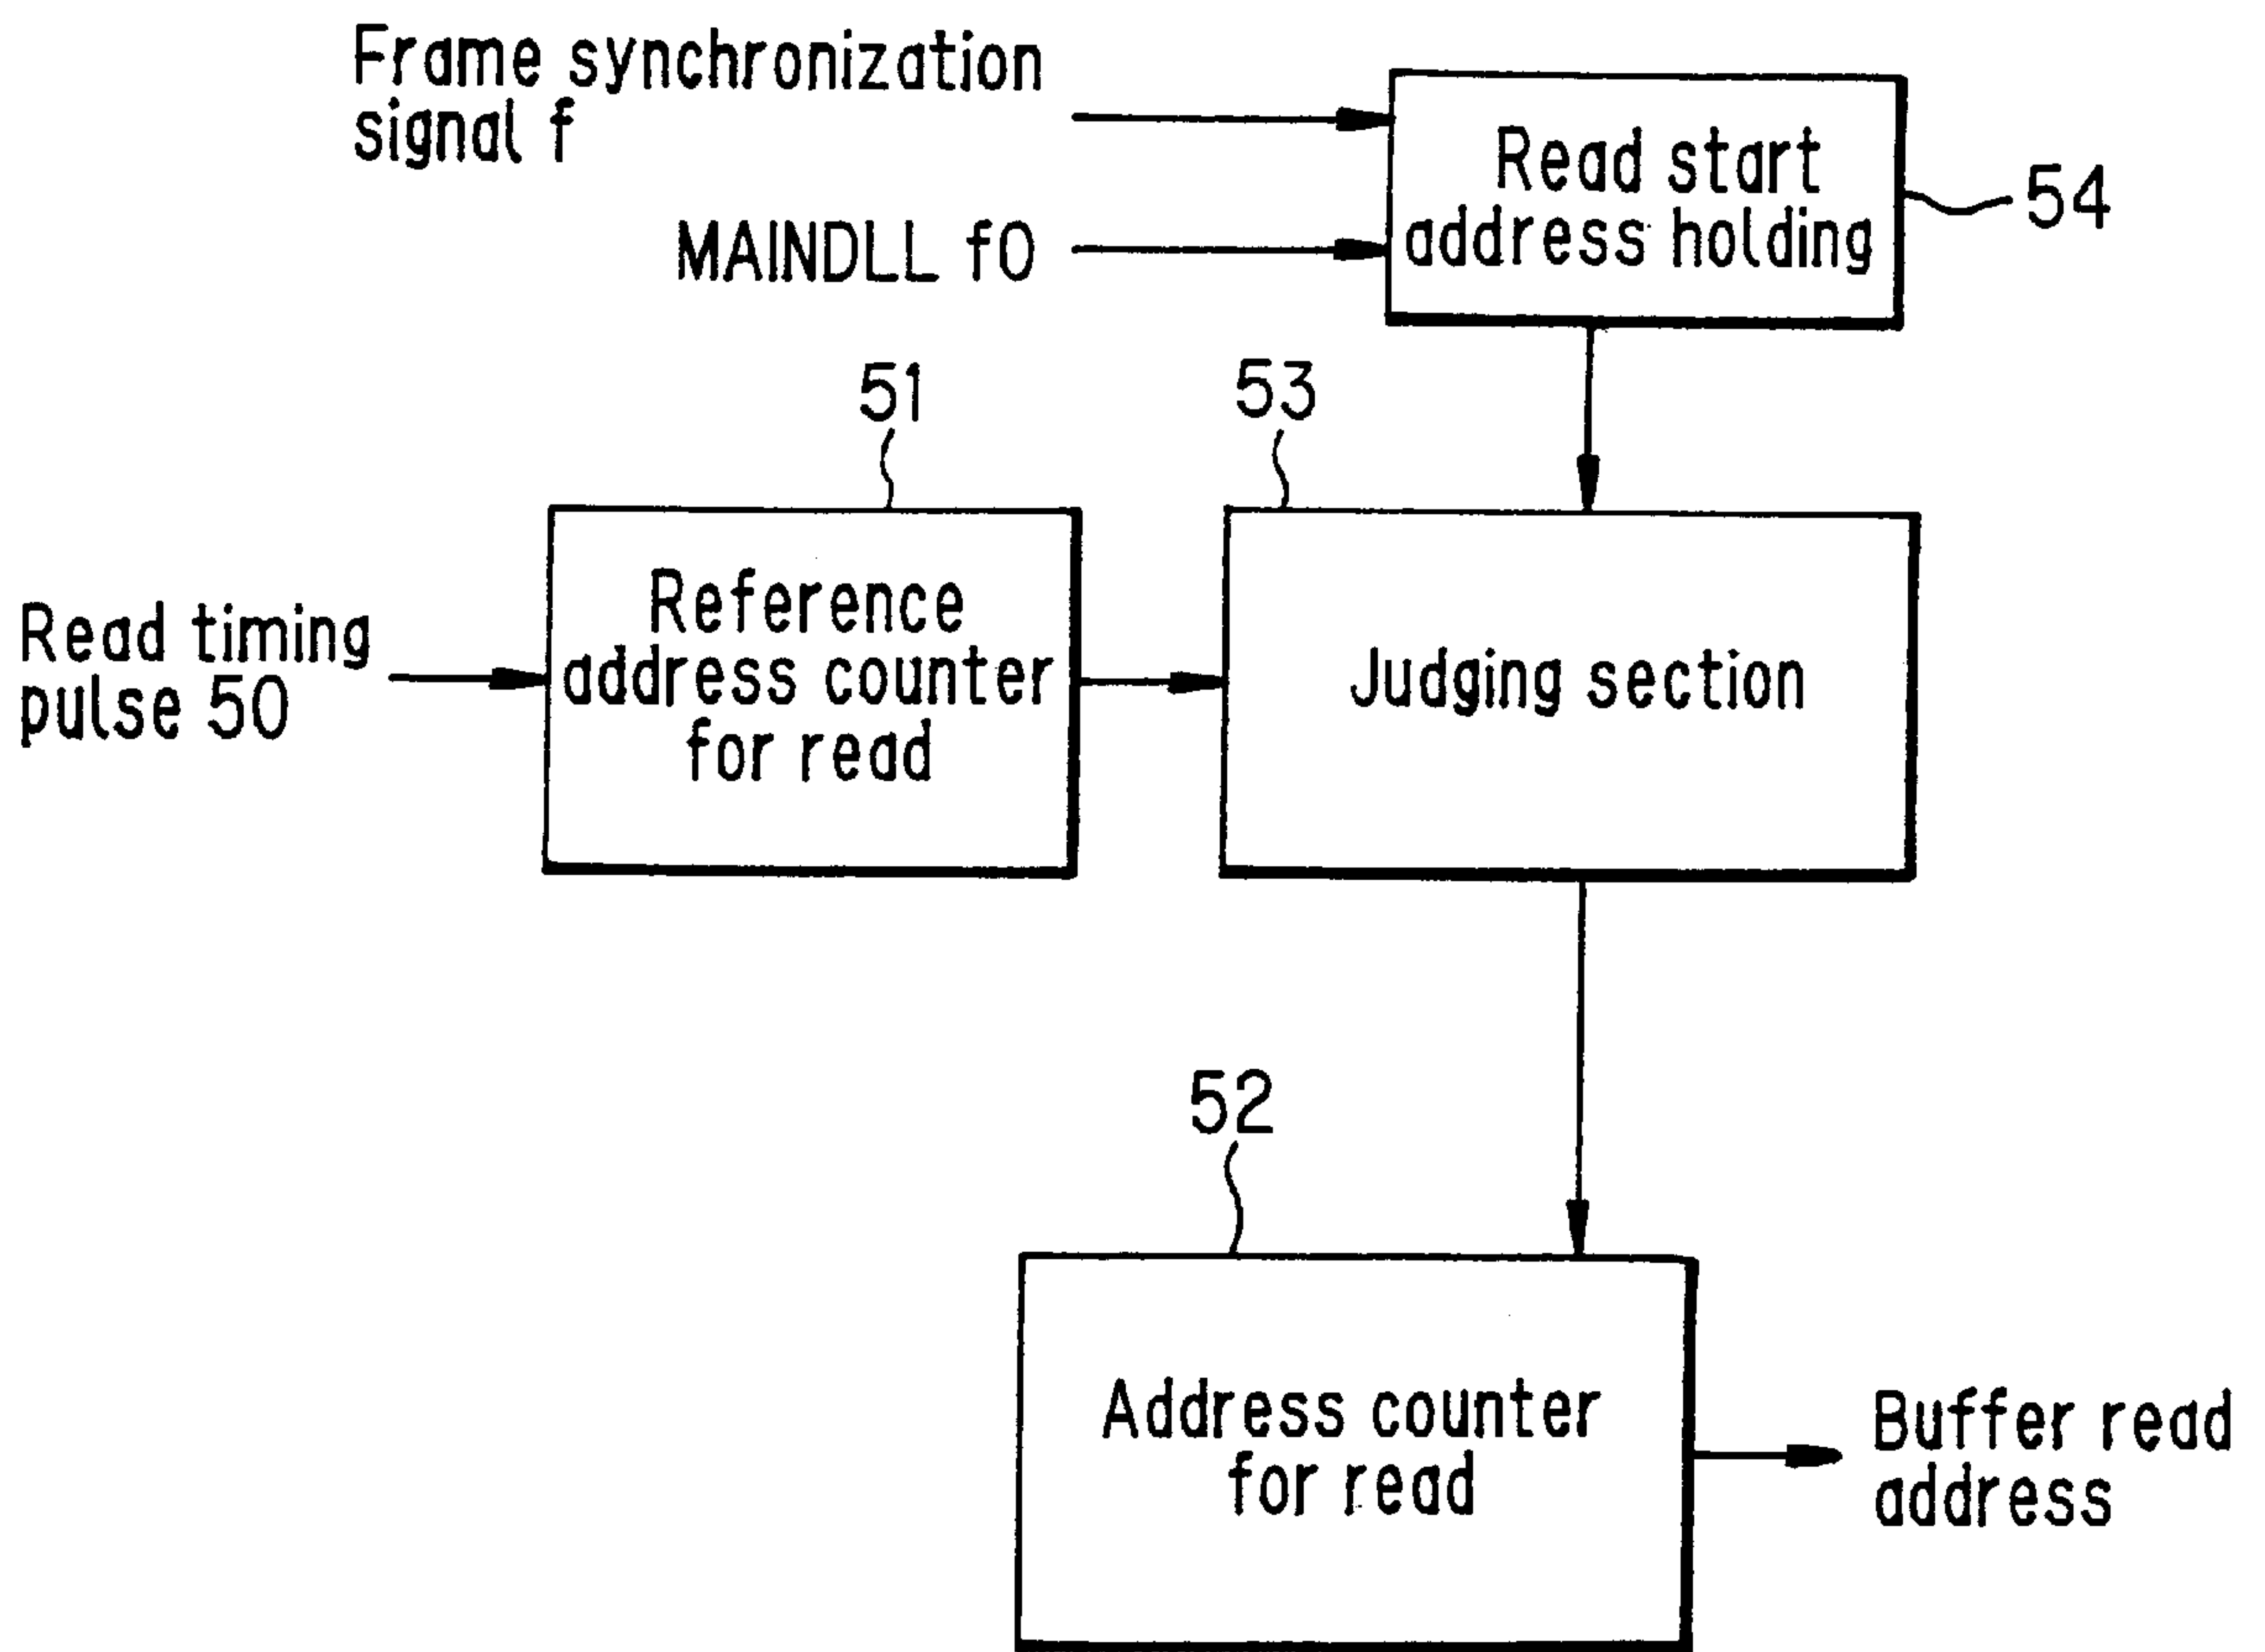 Frame synchronization
signal f
Read start
address holding
54
MAINDLL f0
51
53
Read timing
pulse 50
Reference
address counter
for read
Judging section
52
Address counter
for read
Buffer read
address